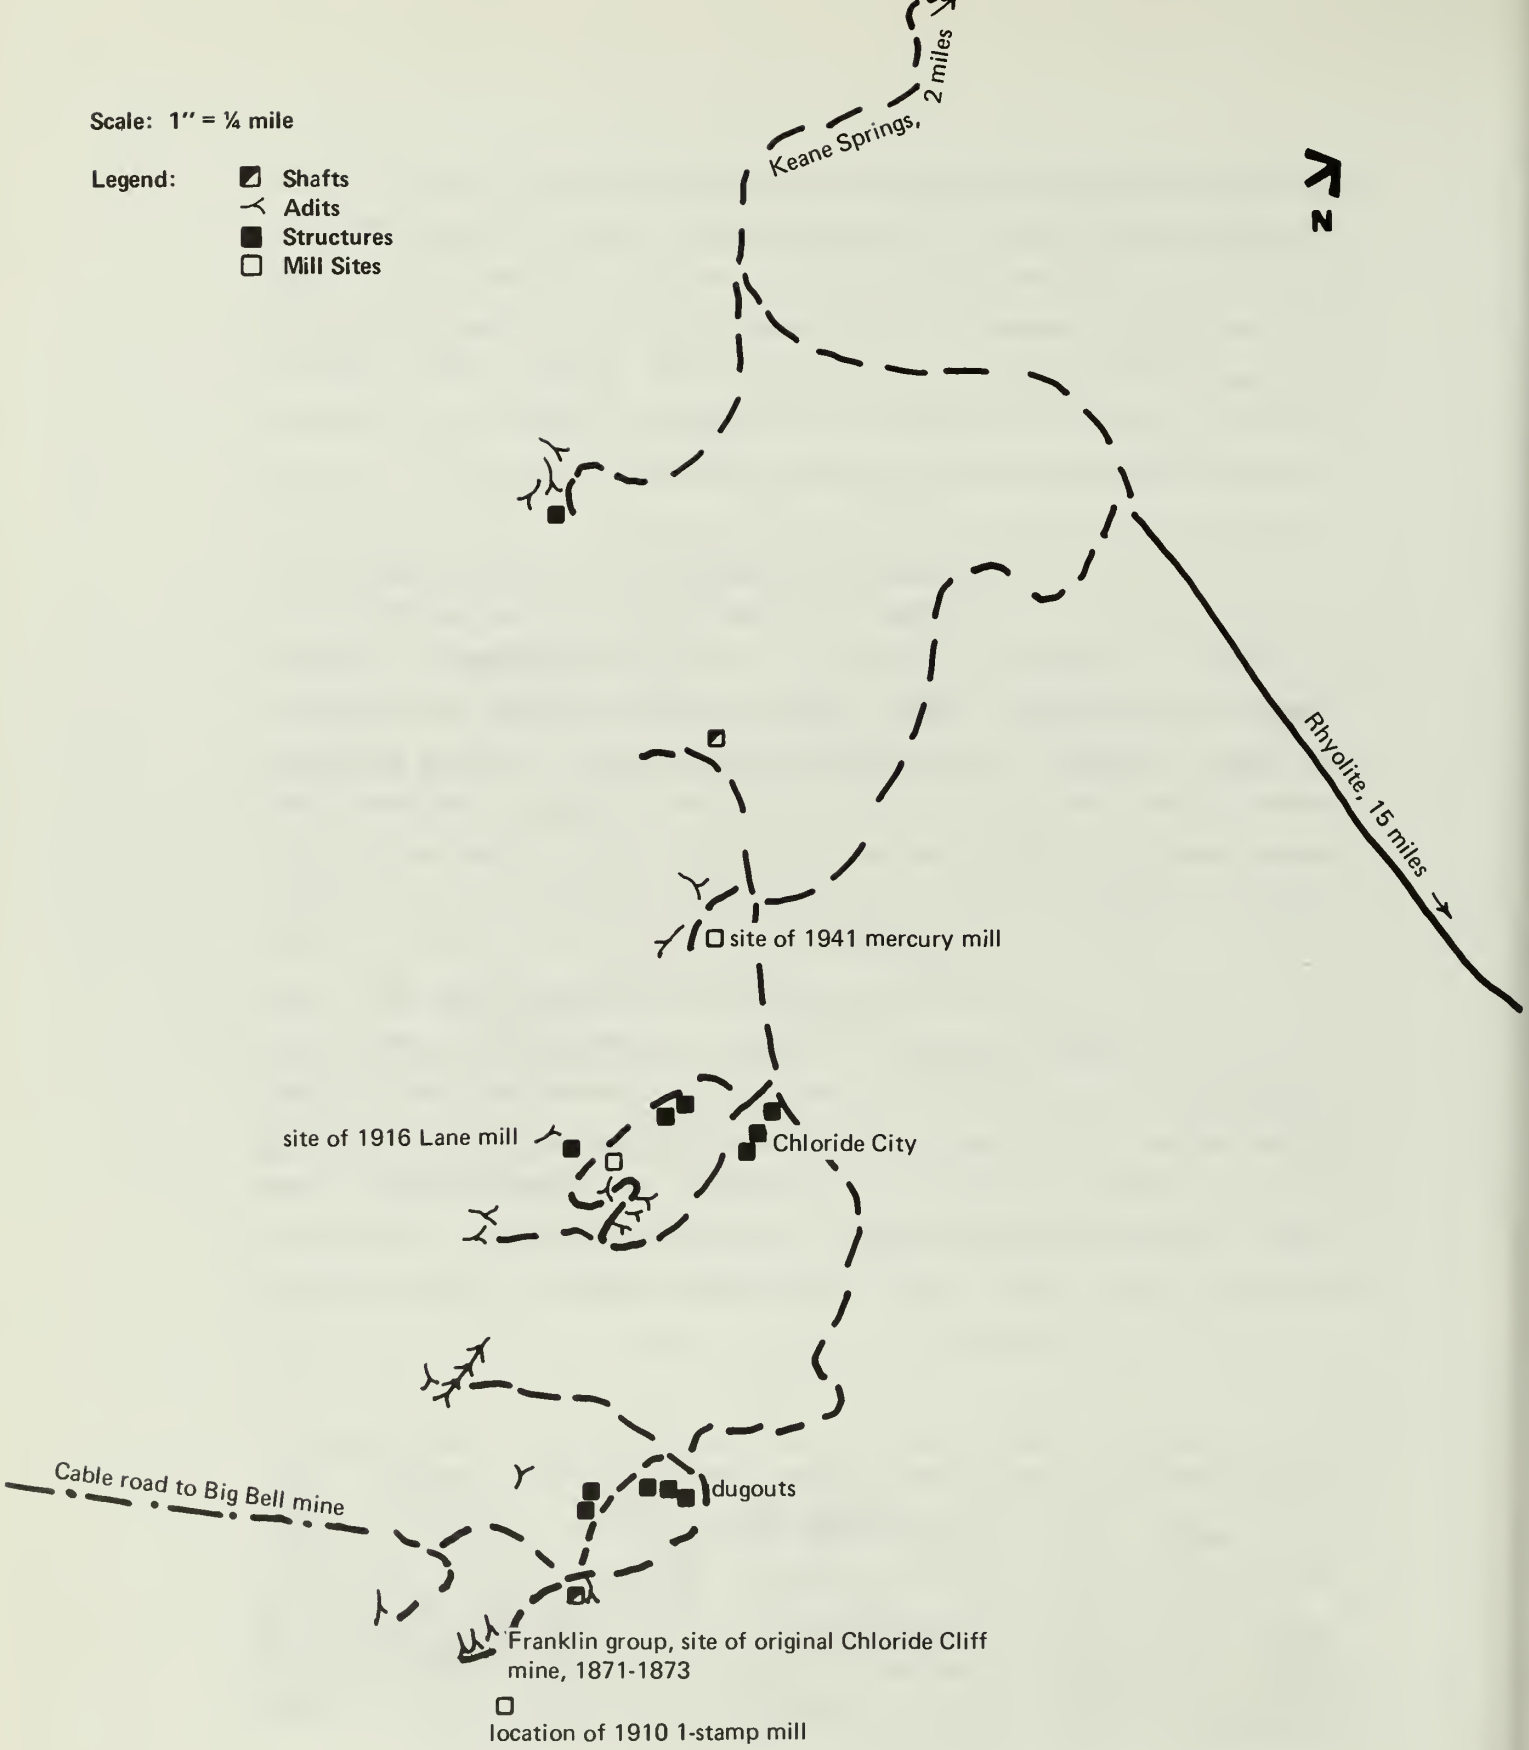 2 miles
Keane Springs,
Scale: 1" = ¼ mile
Legend:
Shafts
Adits
Structures
Mill Sites
N
Rhyolite, 15 miles
site of 1941 mercury mill
site of 1916 Lane mill
Chloride City
Cable road to Big Bell mine
dugouts
Franklin group, site of original Chloride Cliff
mine, 1871-1873
location of 1910 1-stamp mill